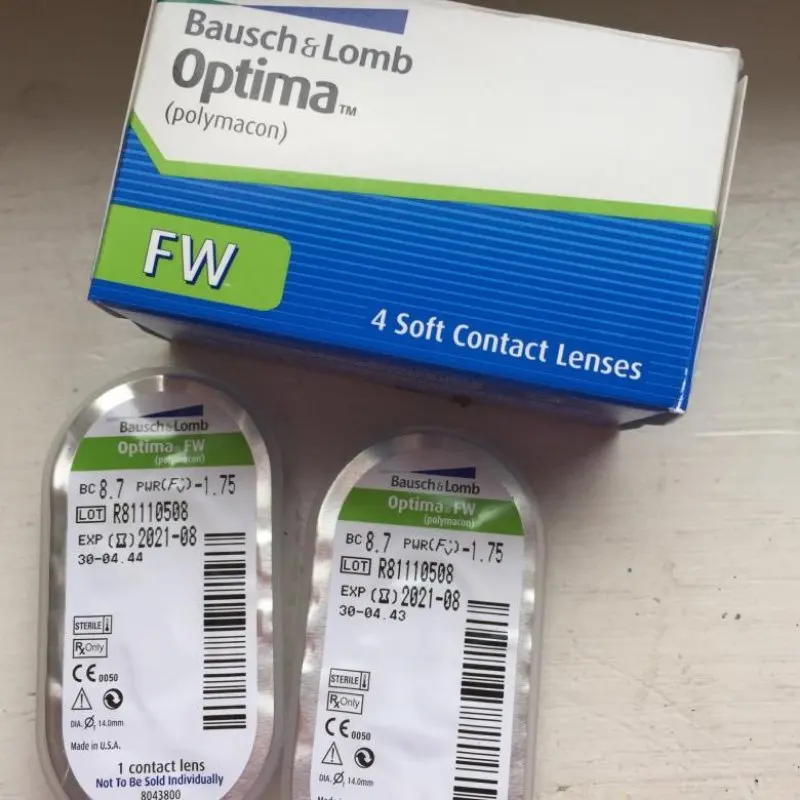 Bausch & Lomb
Optima™
(polymacon)
FW
4 Soft Contact Lenses
Bausch & Lomb
Optima® FW
(polymacon)
BC 8.7 PWR -1.75
LOT R81110508
EXP 2021-08
30-04.44
STERILE
Rx Only
CE 0050
DIA. Ø, 14.0mm
Made in U.S.A.
1 contact lens
Not To Be Sold Individually
8043800
Bausch & Lomb
Optima® FW
(polymacon)
BC 8.7 PWR -1.75
LOT R81110508
EXP 2021-08
30-04.43
STERILE
Rx Only
CE 0050
DIA. Ø, 14.0mm